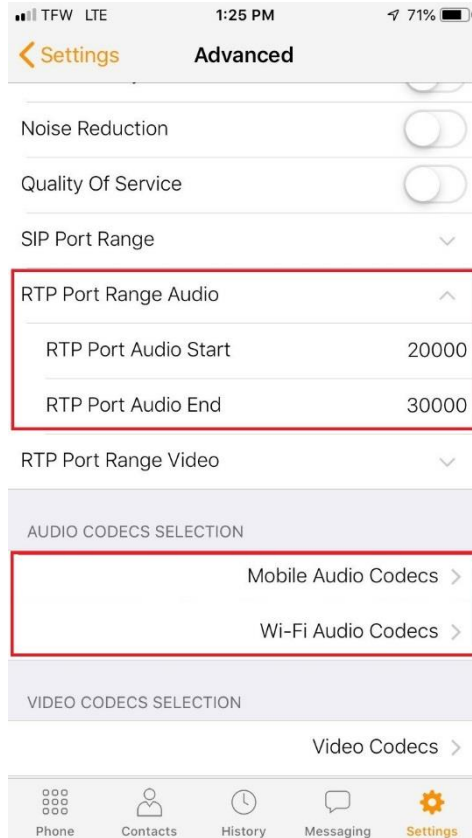 TFW LTE 1:25 PM 71%
Settings Advanced
Noise Reduction
Quality Of Service
SIP Port Range
RTP Port Range Audio
RTP Port Audio Start 20000
RTP Port Audio End 30000
RTP Port Range Video
AUDIO CODECS SELECTION
Mobile Audio Codecs
Wi-Fi Audio Codecs
VIDEO CODECS SELECTION
Video Codecs
Phone Contacts History Messaging Settings